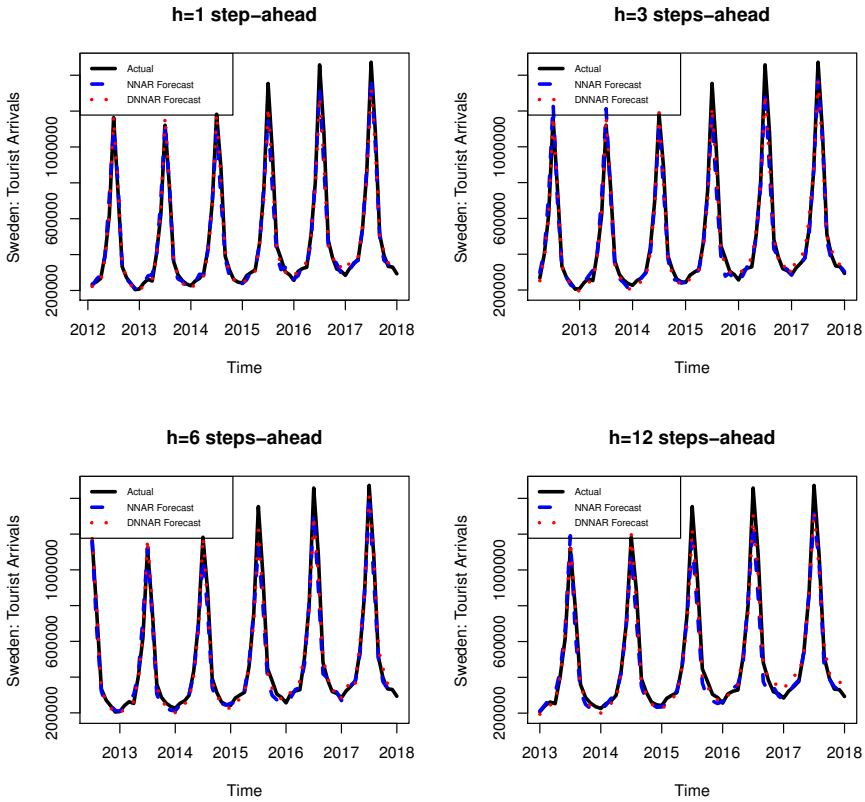 h=1 step−ahead
Actual
NNAR Forecast
DNNAR Forecast
Sweden: Tourist Arrivals
200000 600000 1000000
2012 2013 2014 2015 2016 2017 2018
Time
h=3 steps−ahead
Actual
NNAR Forecast
DNNAR Forecast
Sweden: Tourist Arrivals
200000 600000 1000000
2013 2014 2015 2016 2017 2018
Time
h=6 steps−ahead
Actual
NNAR Forecast
DNNAR Forecast
Sweden: Tourist Arrivals
200000 600000 1000000
2013 2014 2015 2016 2017 2018
Time
h=12 steps−ahead
Actual
NNAR Forecast
DNNAR Forecast
Sweden: Tourist Arrivals
200000 600000 1000000
2013 2014 2015 2016 2017 2018
Time